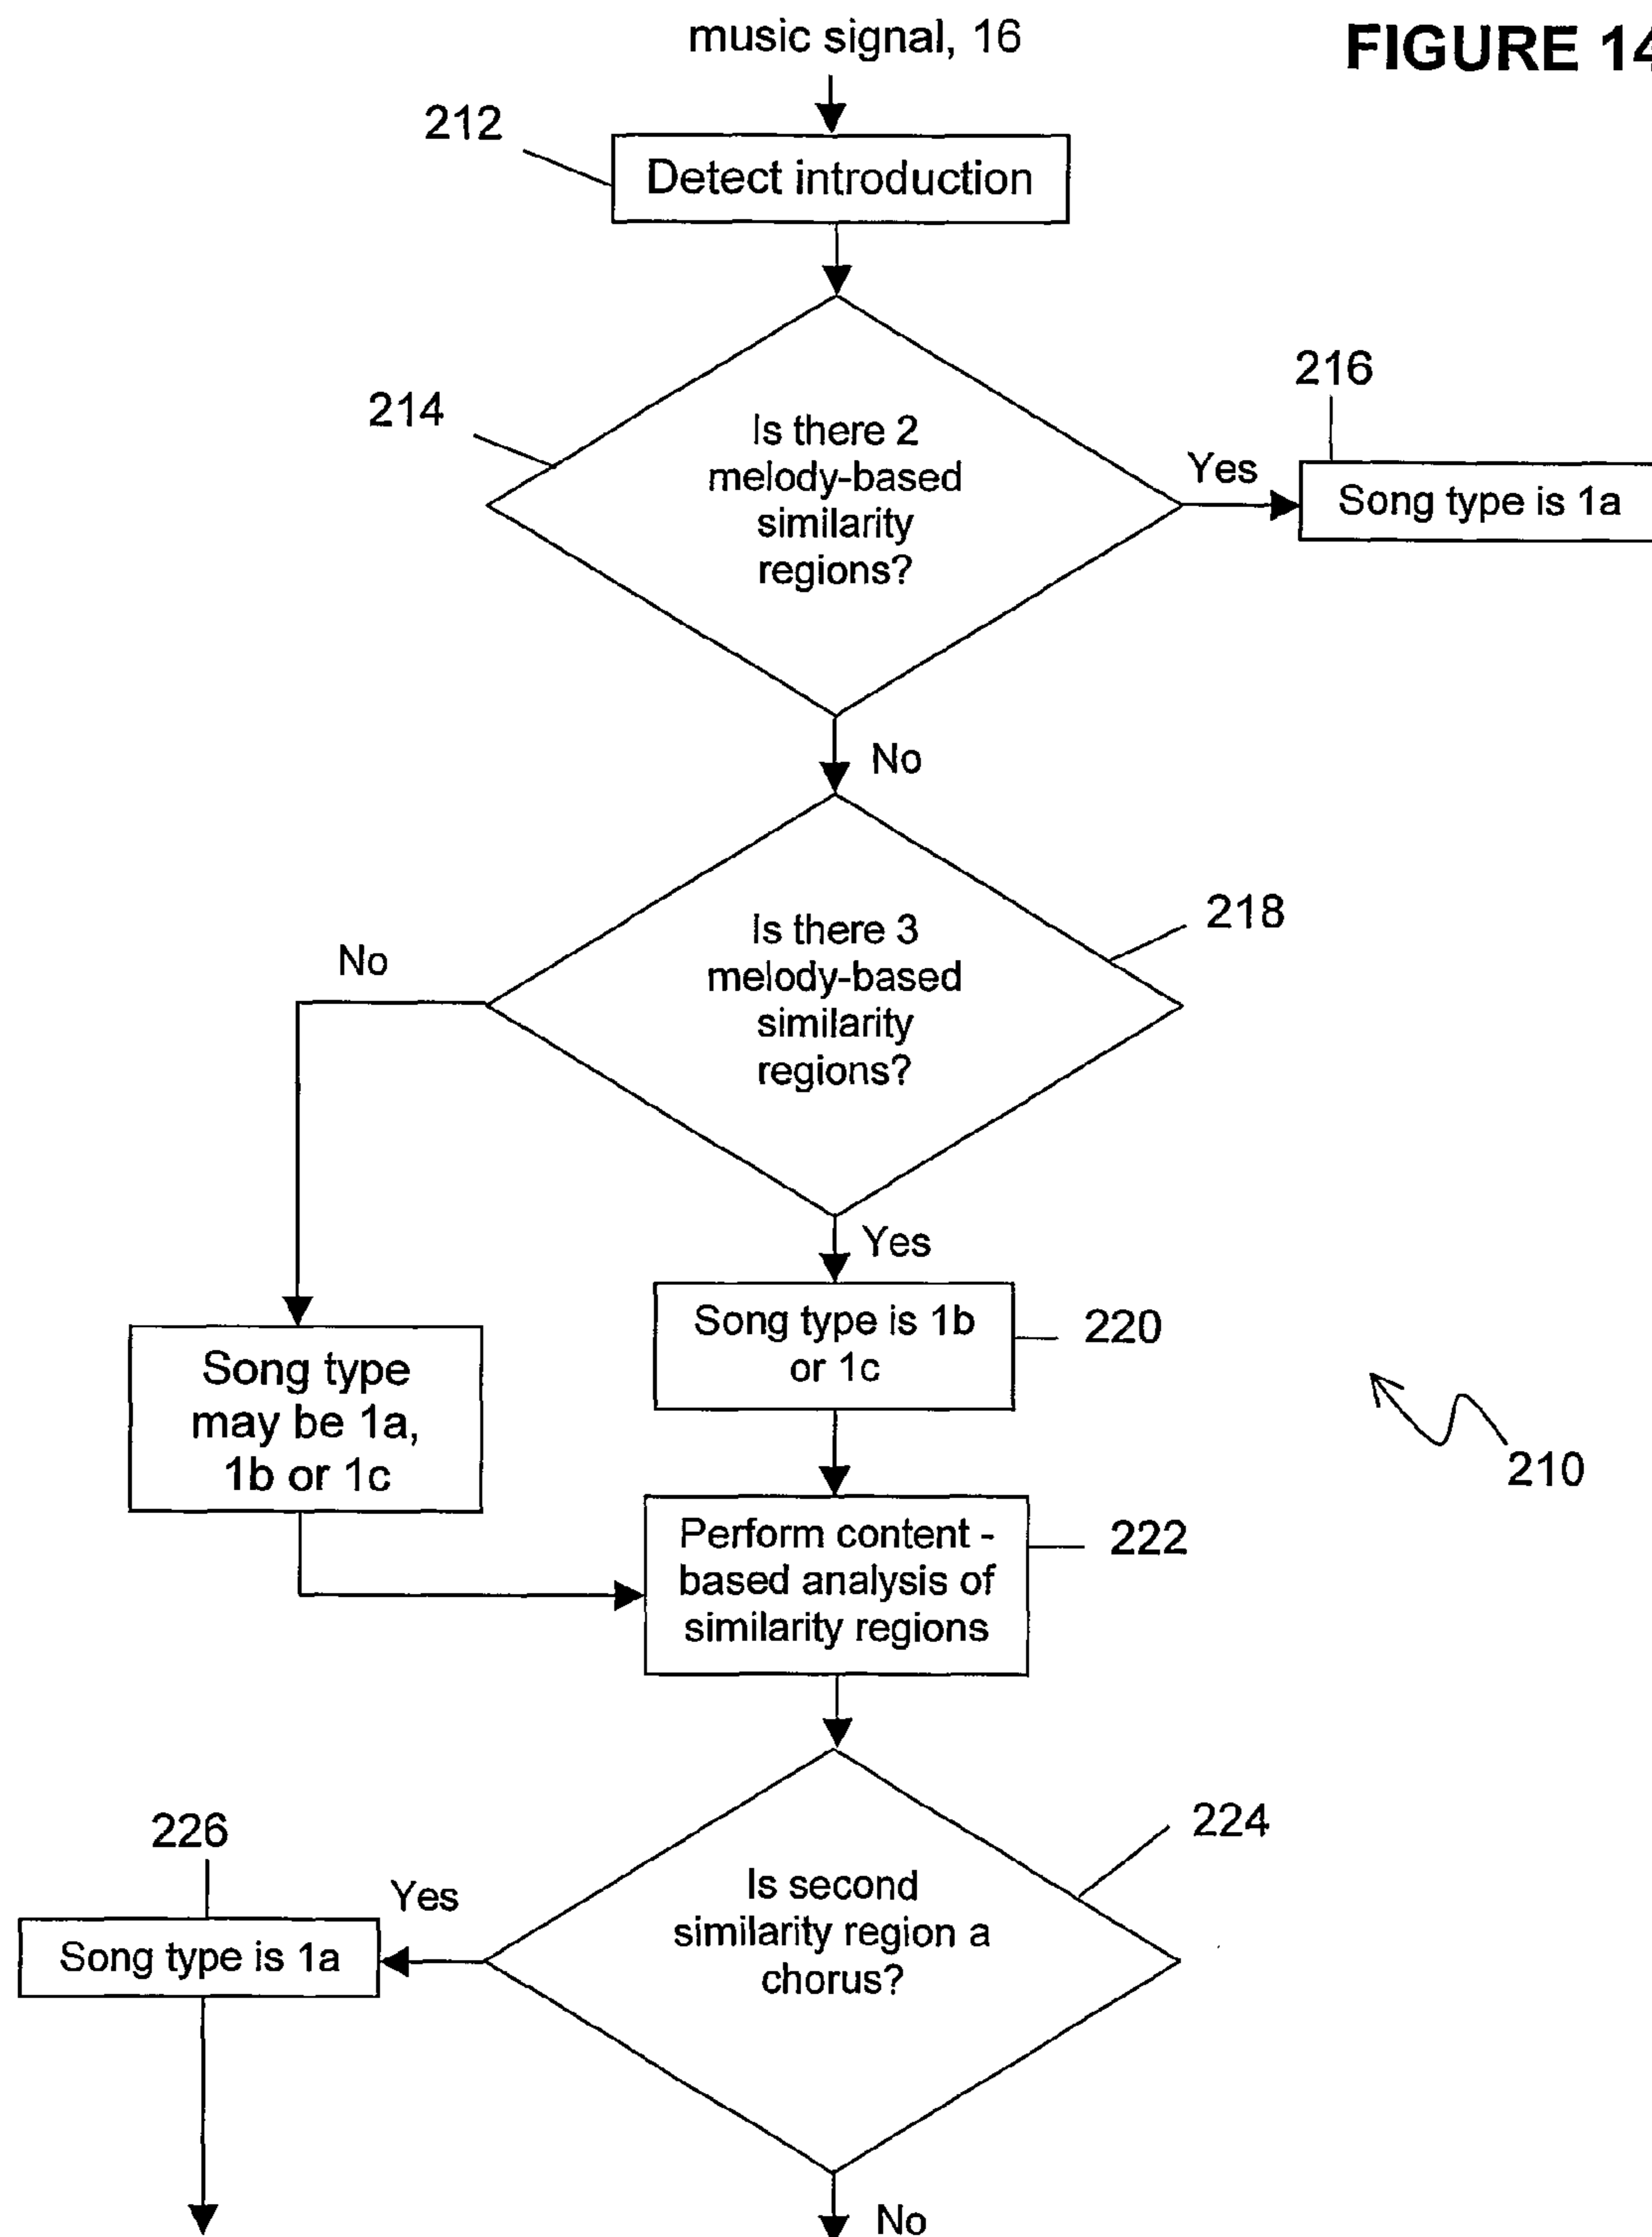 music signal, 16
FIGURE 14
212
Detect introduction
214
Is there 2
melody-based
similarity
regions?
Yes
216
Song type is 1a
No
218
Is there 3
melody-based
similarity
regions?
No
Yes
Song type is 1b
or 1c
220
Song type
may be 1a,
1b or 1c
210
Perform content -
based analysis of
similarity regions
222
224
226
Yes
Is second
similarity region a
chorus?
Song type is 1a
No